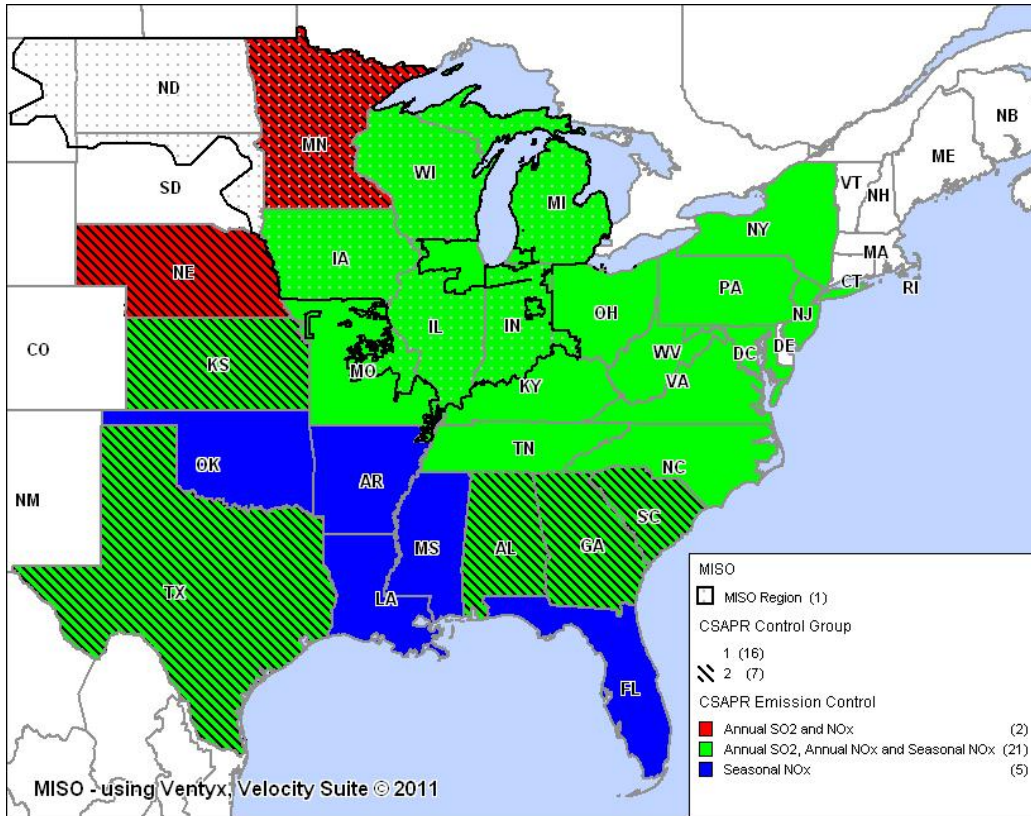 NB
ND
MN
ME
VT
NH
SD
WI
MI
NY
MA
NE
IA
CT
RI
PA
NJ
OH
IL
IN
CO
KS
MO
WV
DC
DE
KY
VA
TN
NC
NM
OK
AR
SC
MS
AL
GA
TX
LA
FL
MISO
MISO Region (1)
CSAPR Control Group
1 (16)
2 (7)
CSAPR Emission Control
Annual SO2 and NOx (2)
Annual SO2, Annual NOx and Seasonal NOx (21)
Seasonal NOx (5)
MISO - using Ventyx, Velocity Suite © 2011